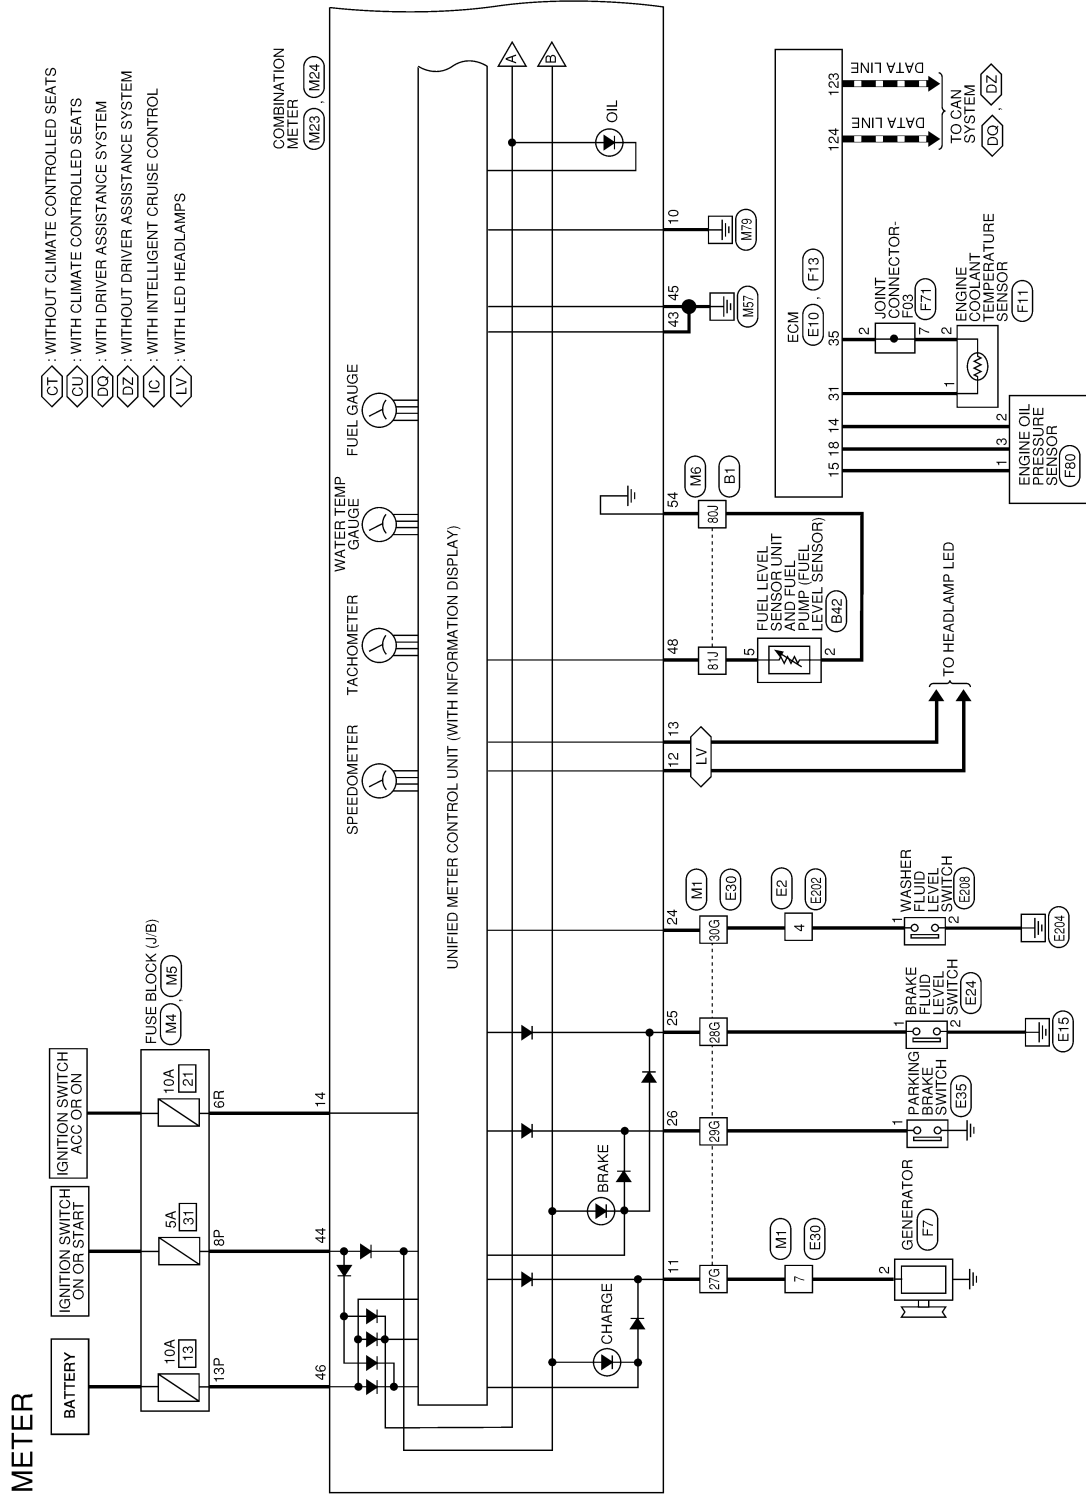 METER
BATTERY
IGNITION SWITCH
ON OR START
IGNITION SWITCH
ACC OR ON
10A
13
5A
31
10A
21
FUSE BLOCK (J/B)
M4 , M5
13P
8P
6R
46
44
14
CT : WITHOUT CLIMATE CONTROLLED SEATS
CU : WITH CLIMATE CONTROLLED SEATS
DQ : WITH DRIVER ASSISTANCE SYSTEM
DZ : WITHOUT DRIVER ASSISTANCE SYSTEM
IC : WITH INTELLIGENT CRUISE CONTROL
LV : WITH LED HEADLAMPS
COMBINATION
METER
M23 , M24
SPEEDOMETER
TACHOMETER
WATER TEMP
GAUGE
FUEL GAUGE
UNIFIED METER CONTROL UNIT (WITH INFORMATION DISPLAY)
A
B
CHARGE
BRAKE
OIL
11
26
25
24
12
13
48
54
43
45
10
27G
29G
28G
30G
M1
E30
LV
81J
80J
M6
B1
M57
M79
7
M1
E30
4
E2
E202
5
2
FUEL LEVEL
SENSOR UNIT
AND FUEL
PUMP (FUEL
LEVEL SENSOR)
B42
2
GENERATOR
F7
1
PARKING
BRAKE
SWITCH
E35
1
2
BRAKE
FLUID
LEVEL
SWITCH
E24
E15
1
2
WASHER
FLUID
LEVEL
SWITCH
E208
E204
TO HEADLAMP LED
ECM
E10 , F13
15
18
14
31
35
124
123
2
7
JOINT
CONNECTOR-
F03
F71
1
2
ENGINE
COOLANT
TEMPERATURE
SENSOR
F11
1
3
2
ENGINE OIL
PRESSURE
SENSOR
F80
DATA LINE
DATA LINE
TO CAN
SYSTEM
DQ , DZ